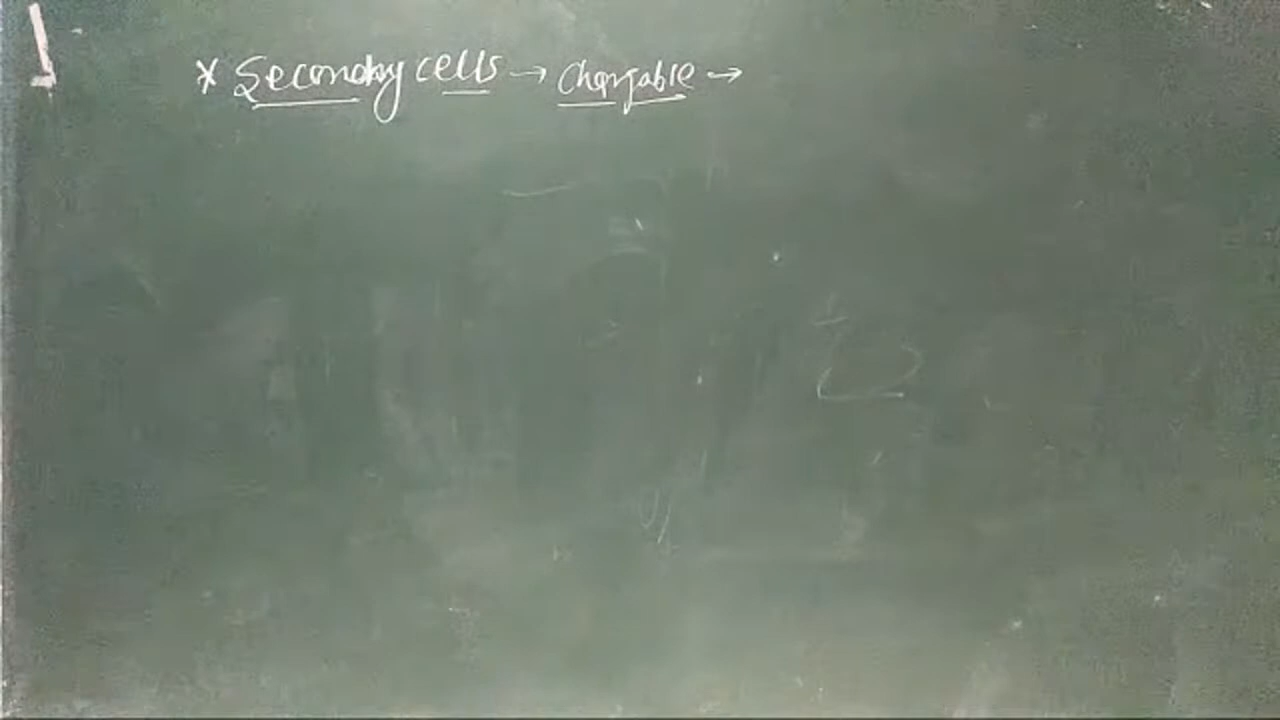 * Secondary cells → Chargable →